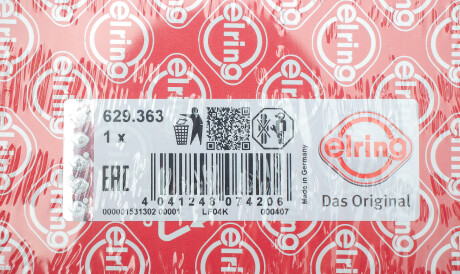 629.363
1 x
EAC
Made in Germany
4 041248 074206
000001531302 00001 LF04K 000407
elring
Das Original